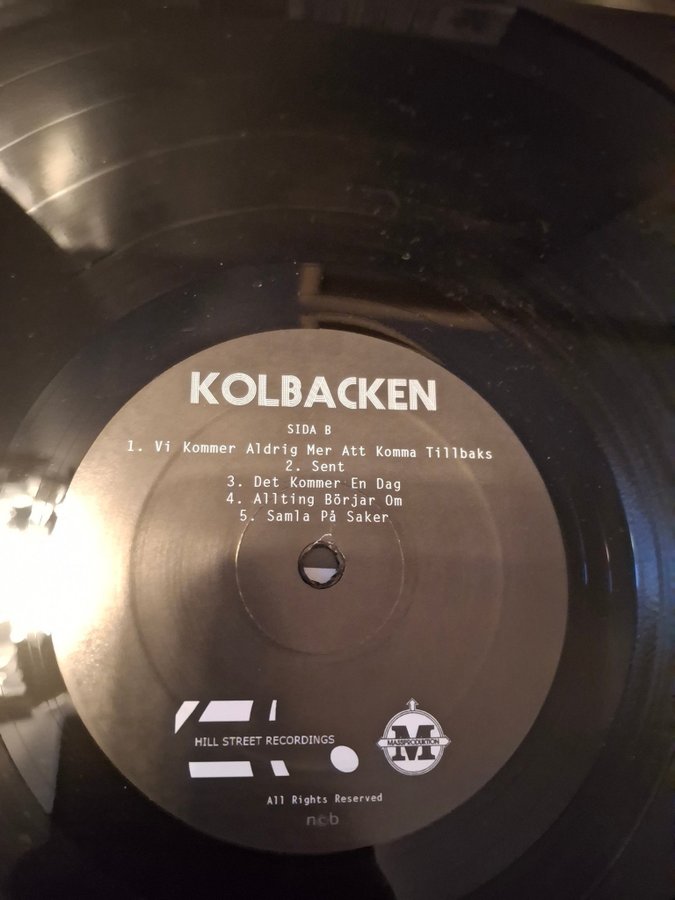 KOLBACKEN
SIDA B
1. Vi Kommer Aldrig Mer Att Komma Tillbaks
2. Sent
3. Det Kommer En Dag
4. Allting Börjar Om
5. Samla På Saker
HILL STREET RECORDINGS
M
MASSPRODUKTION
All Rights Reserved
ncb